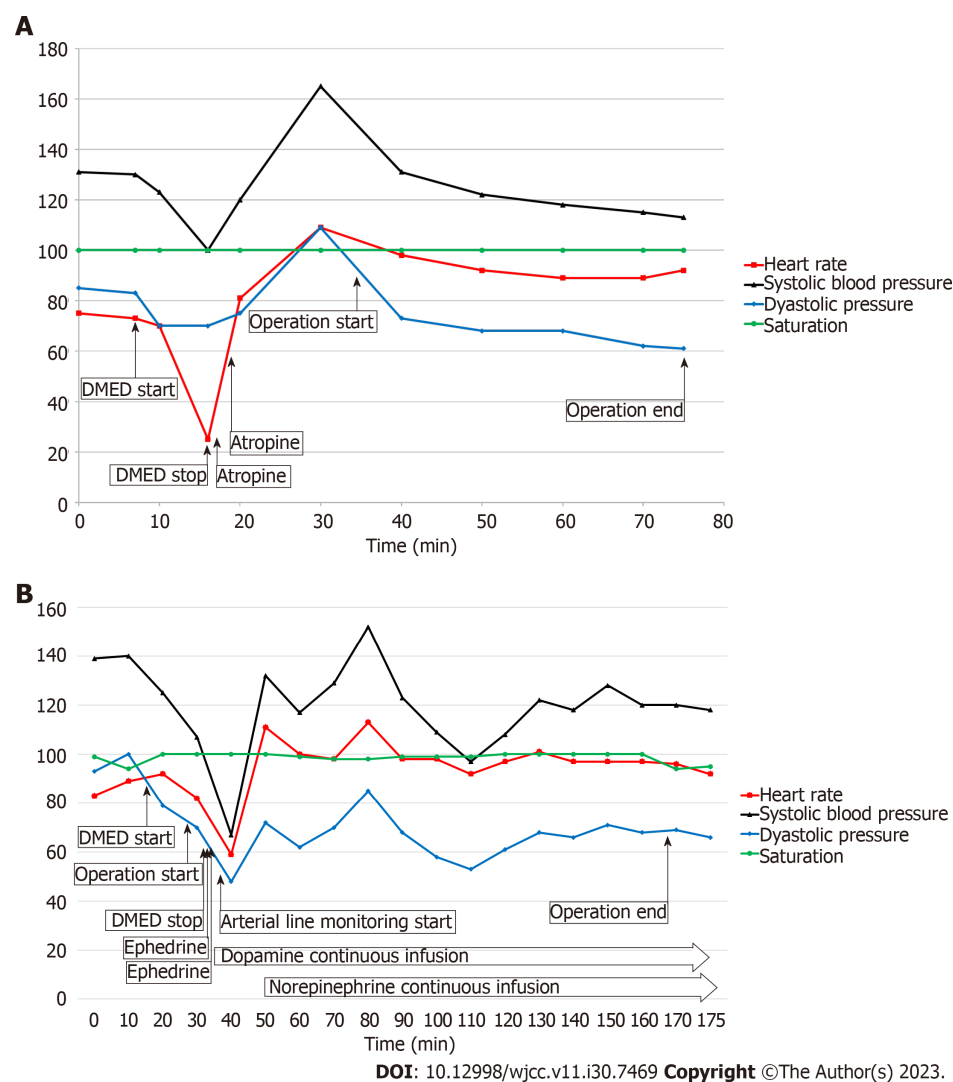 A
180
160
140
120
100
80
60
40
20
0
0 10 20 30 40 50 60 70 80
Time (min)
DMED start
DMED stop
Atropine
Atropine
Operation start
Operation end
Heart rate
Systolic blood pressure
Dyastolic pressure
Saturation
B
160
140
120
100
80
60
40
20
0
0 10 20 30 40 50 60 70 80 90 100 110 120 130 140 150 160 170 175
Time (min)
DMED start
Operation start
DMED stop
Ephedrine
Ephedrine
Arterial line monitoring start
Dopamine continuous infusion
Norepinephrine continuous infusion
Operation end
Heart rate
Systolic blood pressure
Dyastolic pressure
Saturation
DOI: 10.12998/wjcc.v11.i30.7469 Copyright ©The Author(s) 2023.